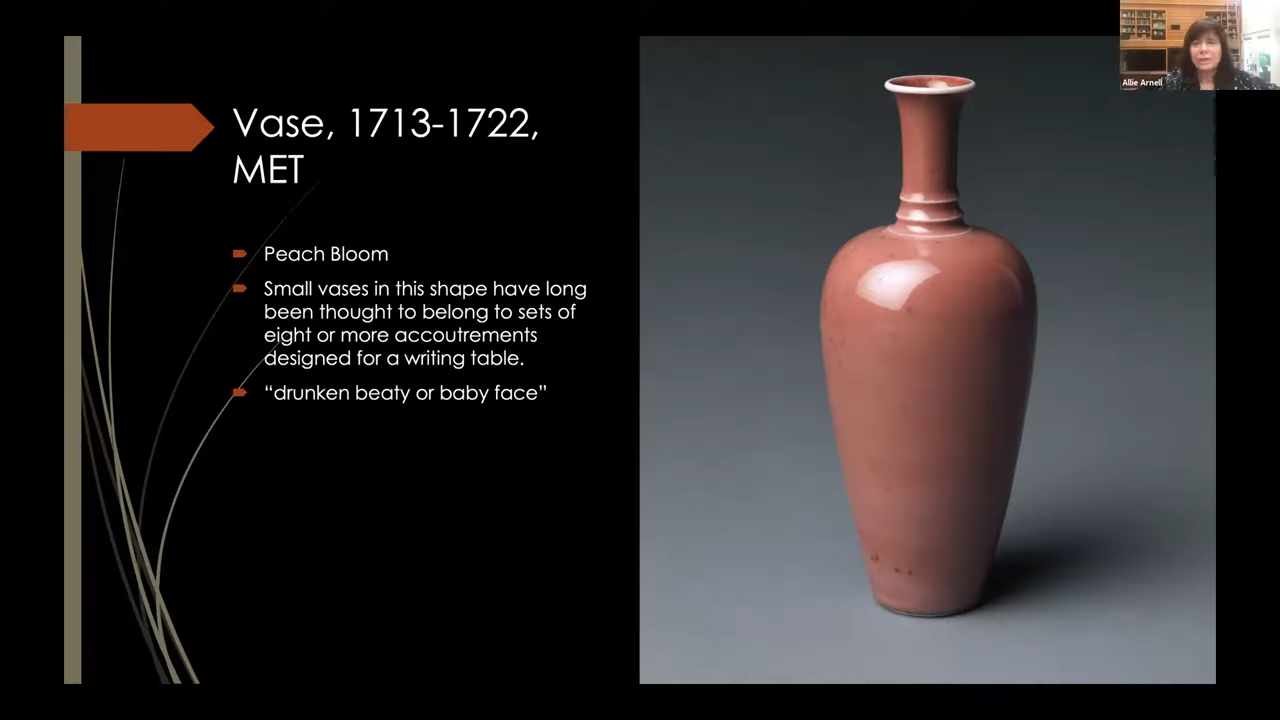 Vase, 1713-1722,
MET
Peach Bloom
Small vases in this shape have long
been thought to belong to sets of
eight or more accoutrements
designed for a writing table.
“drunken beaty or baby face”
Allie Arnell